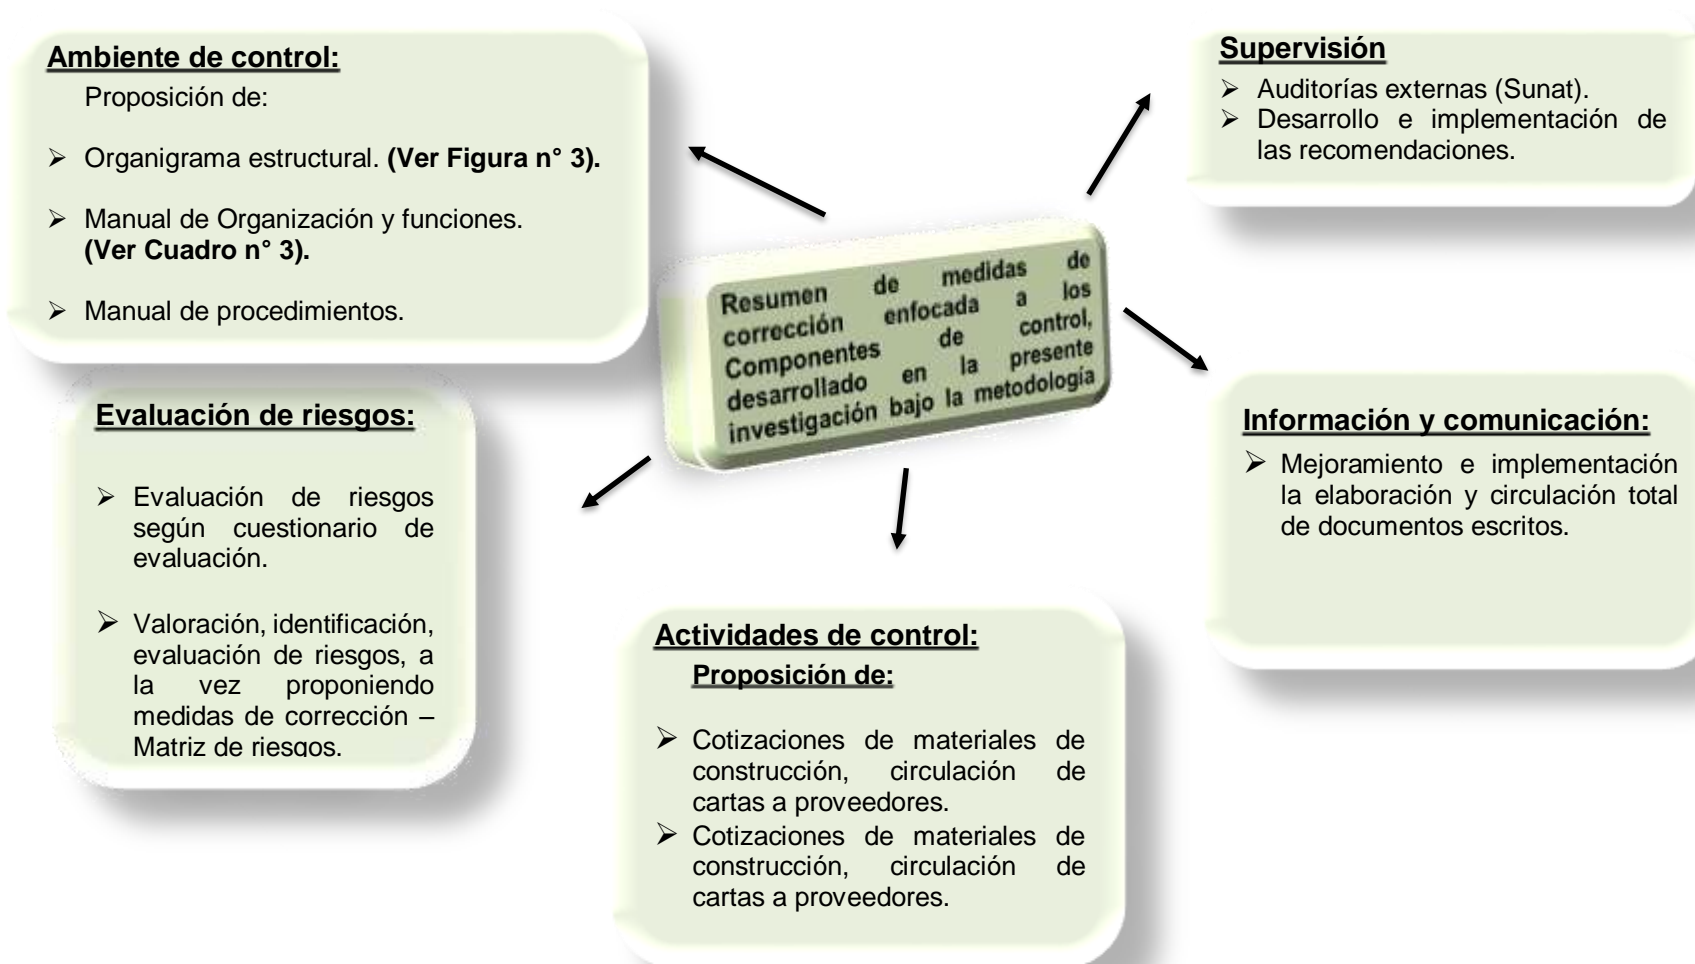 Ambiente de control:
Proposición de:
➢ Organigrama estructural. (Ver Figura n° 3).
➢ Manual de Organización y funciones.
(Ver Cuadro n° 3).
➢ Manual de procedimientos.
Supervisión
➢ Auditorías externas (Sunat).
➢ Desarrollo e implementación de
las recomendaciones.
Resumen de medidas de
corrección enfocada a los
Componentes de control,
desarrollado en la presente
investigación bajo la metodología
Evaluación de riesgos:
➢ Evaluación de riesgos
según cuestionario de
evaluación.
➢ Valoración, identificación,
evaluación de riesgos, a
la vez proponiendo
medidas de corrección –
Matriz de riesgos.
Información y comunicación:
➢ Mejoramiento e implementación
la elaboración y circulación total
de documentos escritos.
Actividades de control:
Proposición de:
➢ Cotizaciones de materiales de
construcción, circulación de
cartas a proveedores.
➢ Cotizaciones de materiales de
construcción, circulación de
cartas a proveedores.